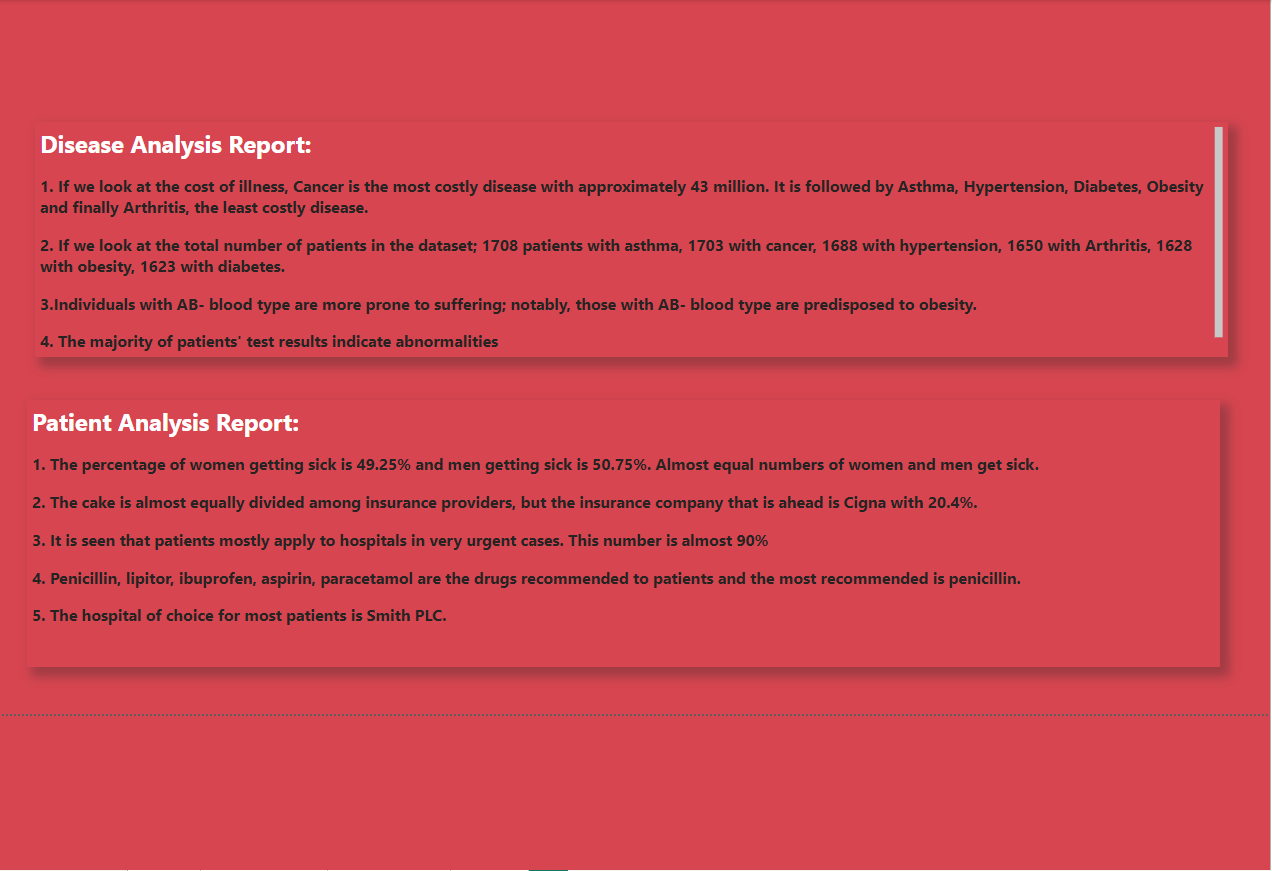 Disease Analysis Report:
1. If we look at the cost of illness, Cancer is the most costly disease with approximately 43 million. It is followed by Asthma, Hypertension, Diabetes, Obesity
and finally Arthritis, the least costly disease.
2. If we look at the total number of patients in the dataset; 1708 patients with asthma, 1703 with cancer, 1688 with hypertension, 1650 with Arthritis, 1628
with obesity, 1623 with diabetes.
3.Individuals with AB- blood type are more prone to suffering; notably, those with AB- blood type are predisposed to obesity.
4. The majority of patients' test results indicate abnormalities
Patient Analysis Report:
1. The percentage of women getting sick is 49.25% and men getting sick is 50.75%. Almost equal numbers of women and men get sick.
2. The cake is almost equally divided among insurance providers, but the insurance company that is ahead is Cigna with 20.4%.
3. It is seen that patients mostly apply to hospitals in very urgent cases. This number is almost 90%
4. Penicillin, lipitor, ibuprofen, aspirin, paracetamol are the drugs recommended to patients and the most recommended is penicillin.
5. The hospital of choice for most patients is Smith PLC.